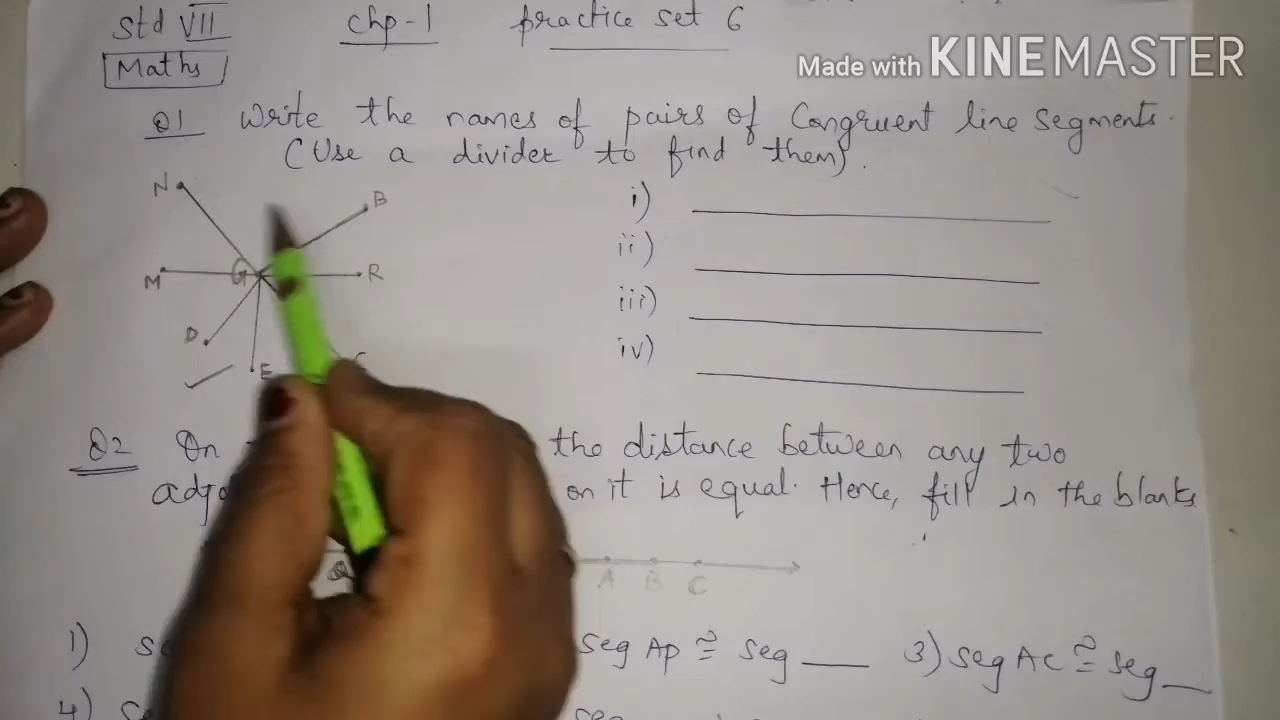 Std VII Chp-1 practice set 6
Maths
Made with KINEMASTER
Q1 Write the names of pairs of Congruent line segments.
(Use a divider to find them).
N
B
M G R
D
E
i)
ii)
iii)
iv)
Q2 On the distance between any two
on it is equal. Hence, fill in the blanks
Q A B C
1) seg Ap ≅ seg ___ 3) seg AC ≅ seg __
4) seg